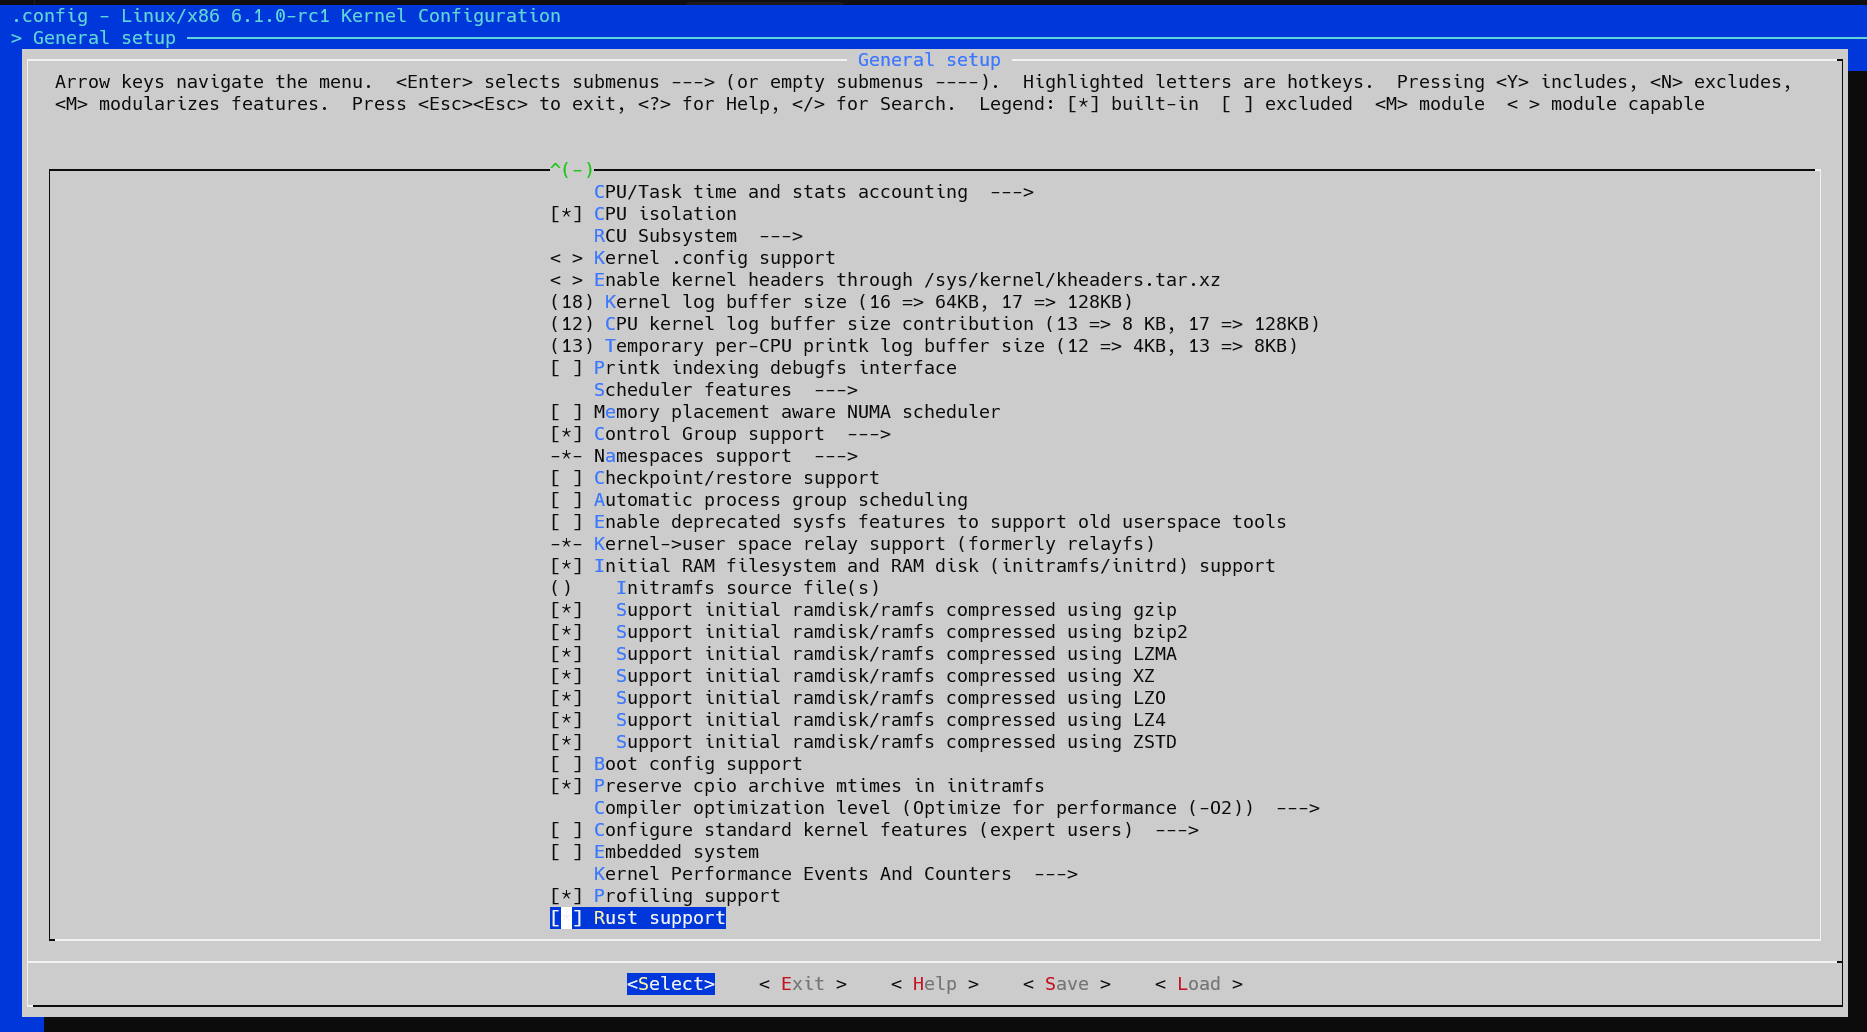 .config - Linux/x86 6.1.0-rc1 Kernel Configuration
> General setup
General setup
Arrow keys navigate the menu.  <Enter> selects submenus ---> (or empty submenus ----).  Highlighted letters are hotkeys.  Pressing <Y> includes, <N> excludes,
<M> modularizes features.  Press <Esc><Esc> to exit, <?> for Help, </> for Search.  Legend: [*] built-in  [ ] excluded  <M> module  < > module capable
^(-)
CPU/Task time and stats accounting  --->
[*] CPU isolation
RCU Subsystem  --->
< > Kernel .config support
< > Enable kernel headers through /sys/kernel/kheaders.tar.xz
(18) Kernel log buffer size (16 => 64KB, 17 => 128KB)
(12) CPU kernel log buffer size contribution (13 => 8 KB, 17 => 128KB)
(13) Temporary per-CPU printk log buffer size (12 => 4KB, 13 => 8KB)
[ ] Printk indexing debugfs interface
Scheduler features  --->
[ ] Memory placement aware NUMA scheduler
[*] Control Group support  --->
-*- Namespaces support  --->
[ ] Checkpoint/restore support
[ ] Automatic process group scheduling
[ ] Enable deprecated sysfs features to support old userspace tools
-*- Kernel->user space relay support (formerly relayfs)
[*] Initial RAM filesystem and RAM disk (initramfs/initrd) support
()    Initramfs source file(s)
[*]   Support initial ramdisk/ramfs compressed using gzip
[*]   Support initial ramdisk/ramfs compressed using bzip2
[*]   Support initial ramdisk/ramfs compressed using LZMA
[*]   Support initial ramdisk/ramfs compressed using XZ
[*]   Support initial ramdisk/ramfs compressed using LZO
[*]   Support initial ramdisk/ramfs compressed using LZ4
[*]   Support initial ramdisk/ramfs compressed using ZSTD
[ ] Boot config support
[*] Preserve cpio archive mtimes in initramfs
Compiler optimization level (Optimize for performance (-O2))  --->
[ ] Configure standard kernel features (expert users)  --->
[ ] Embedded system
Kernel Performance Events And Counters  --->
[*] Profiling support
[ ] Rust support
<Select>    < Exit >    < Help >    < Save >    < Load >